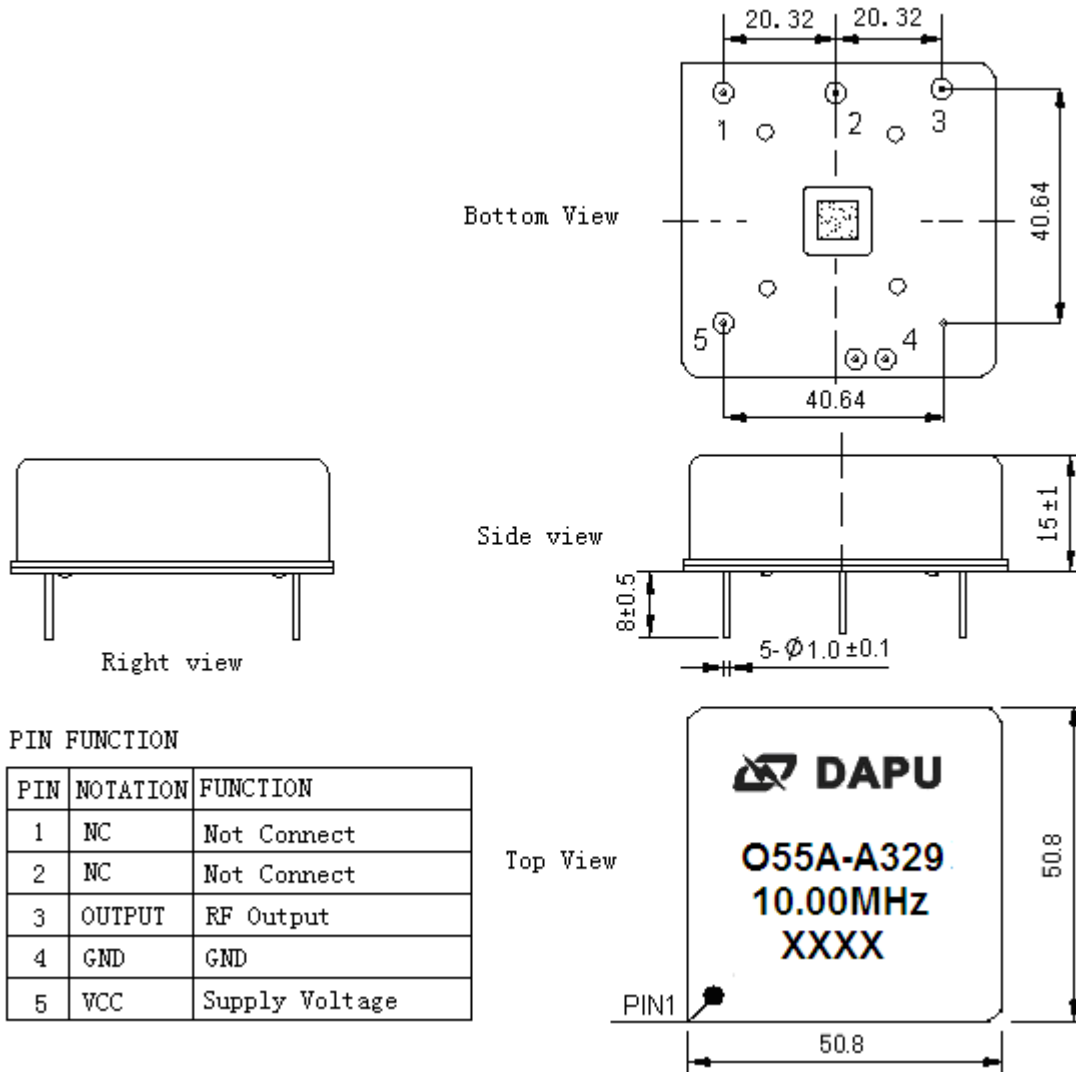 20.32 20.32
1 2 3
Bottom View
40.64
5 4
40.64
Side view
15±1
8±0.5
5-Ф1.0±0.1
Right view
PIN FUNCTION
PIN NOTATION FUNCTION
1 NC Not Connect
2 NC Not Connect
3 OUTPUT RF Output
4 GND GND
5 VCC Supply Voltage
Top View
DAPU
O55A-A329
10.00MHz
XXXX
50.8
PIN1
50.8